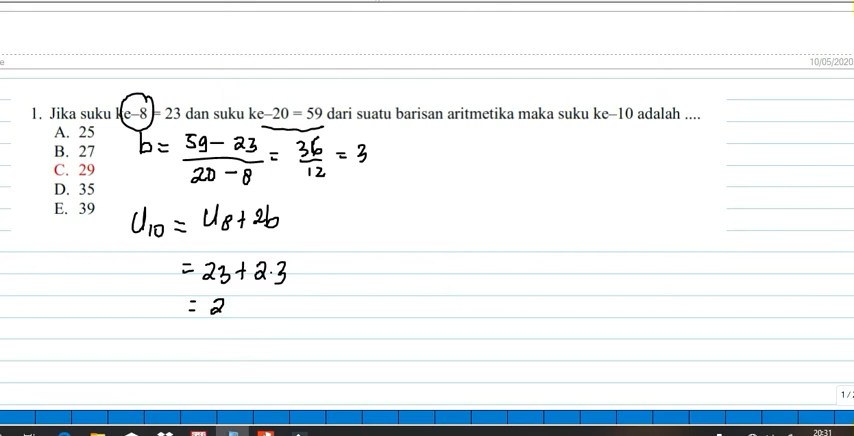 10/05/2020
1. Jika suku ke–8 = 23 dan suku ke–20 = 59 dari suatu barisan aritmetika maka suku ke–10 adalah ....
A. 25
B. 27
C. 29
D. 35
E. 39
b = 59 – 23 / 20 – 8 = 36 / 12 = 3
U10 = U8 + 2b
= 23 + 2.3
= 2
1/2
20:31